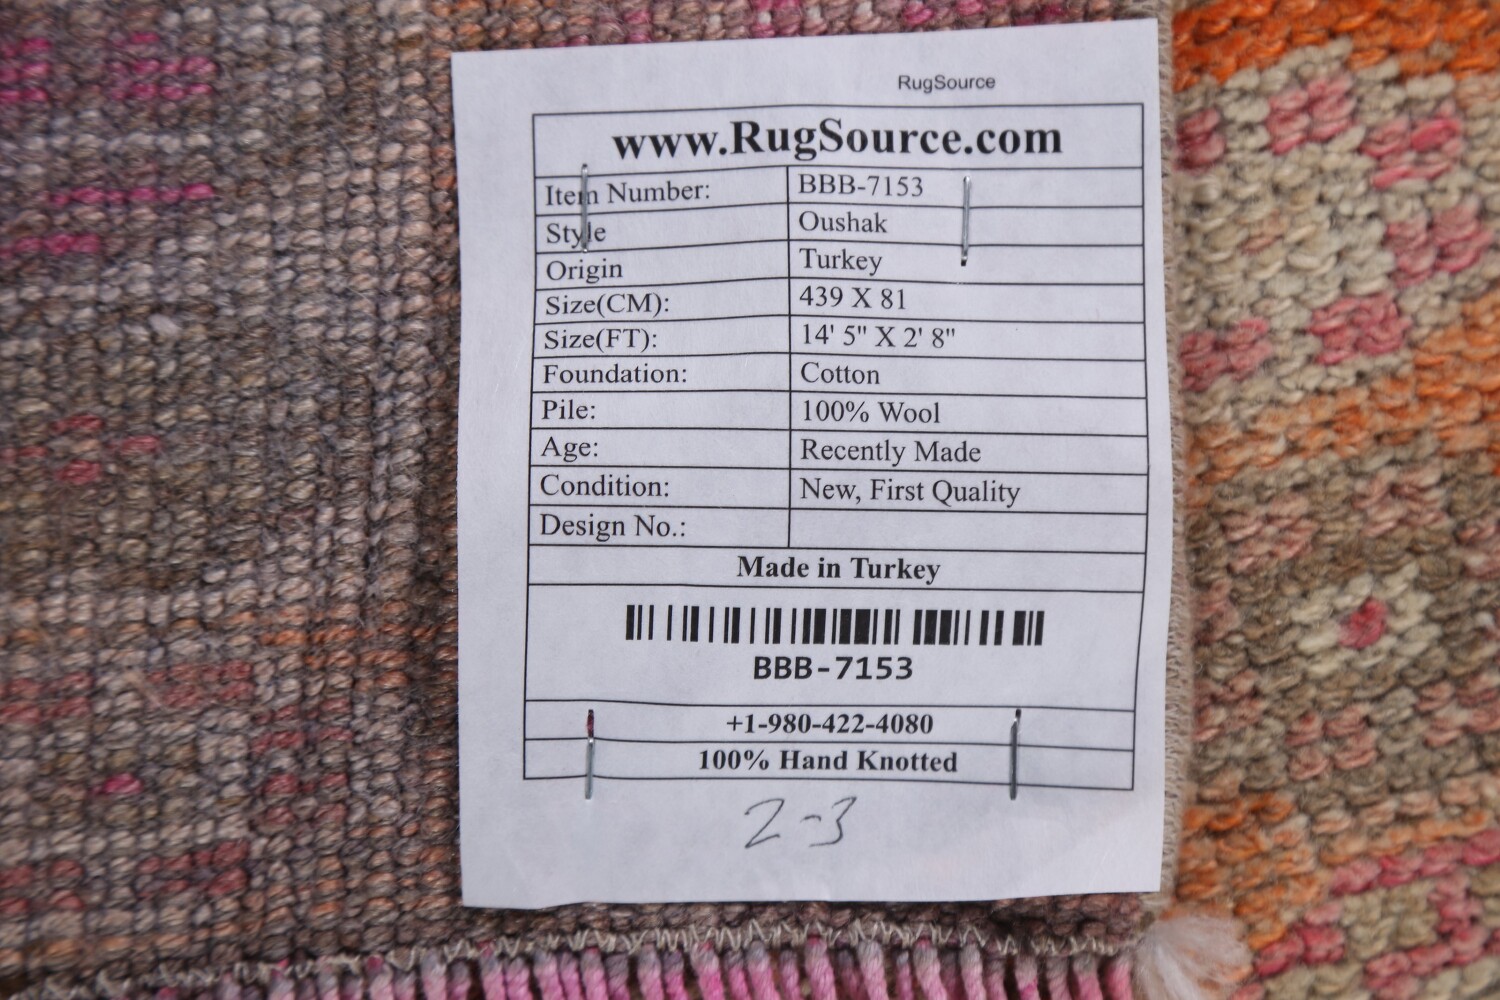 RugSource
www.RugSource.com
Item Number: BBB-7153
Style Oushak
Origin Turkey
Size(CM): 439 X 81
Size(FT): 14' 5" X 2' 8"
Foundation: Cotton
Pile: 100% Wool
Age: Recently Made
Condition: New, First Quality
Design No.:
Made in Turkey
BBB-7153
+1-980-422-4080
100% Hand Knotted
2-3